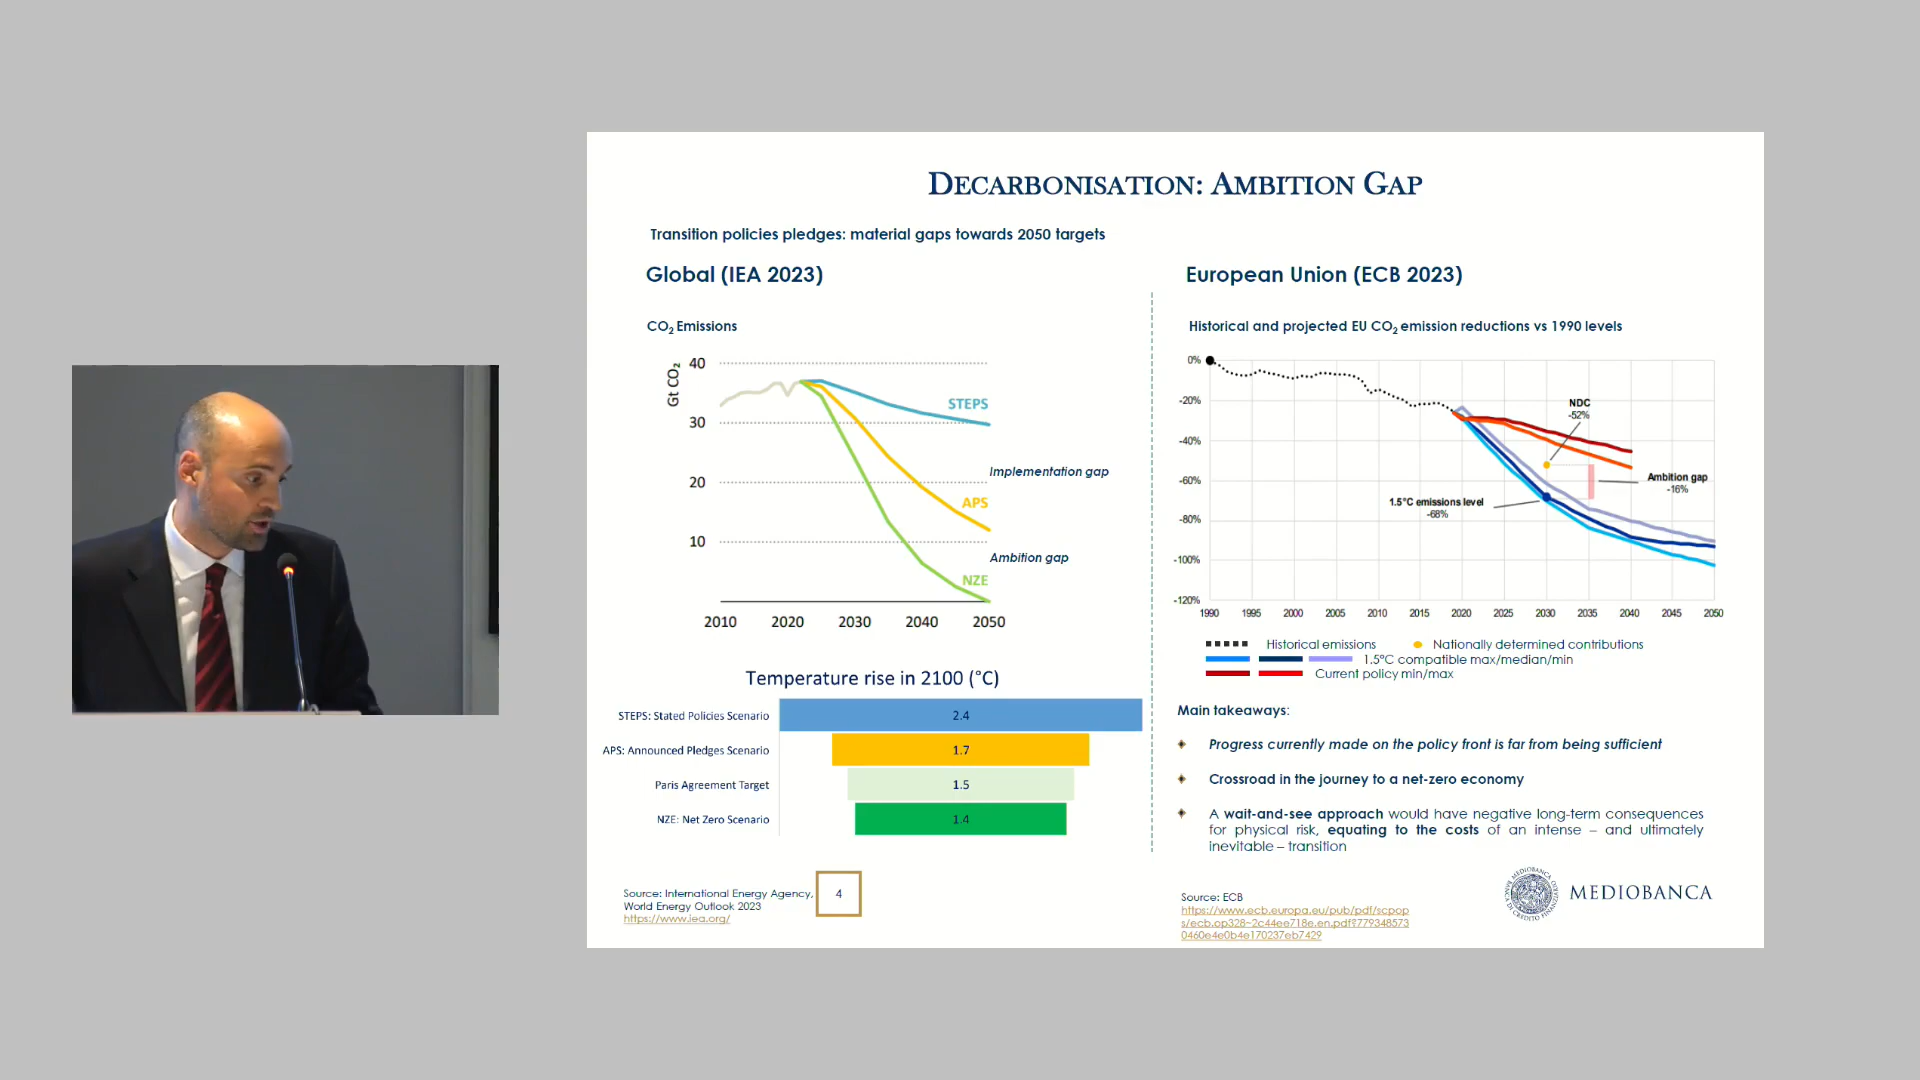 DECARBONISATION: AMBITION GAP
Transition policies pledges: material gaps towards 2050 targets
Global (IEA 2023)
CO₂ Emissions
Gt CO₂
40
30
20
10
STEPS
Implementation gap
APS
Ambition gap
NZE
2010 2020 2030 2040 2050
Temperature rise in 2100 (°C)
STEPS: Stated Policies Scenario 2.4
APS: Announced Pledges Scenario 1.7
Paris Agreement Target 1.5
NZE: Net Zero Scenario 1.4
Source: International Energy Agency,
World Energy Outlook 2023
https://www.iea.org/
4
European Union (ECB 2023)
Historical and projected EU CO₂ emission reductions vs 1990 levels
0%
-20%
-40%
-60%
-80%
-100%
-120%
NDC
-52%
Ambition gap
-16%
1.5°C emissions level
-68%
1990 1995 2000 2005 2010 2015 2020 2025 2030 2035 2040 2045 2050
Historical emissions Nationally determined contributions
1.5°C compatible max/median/min
Current policy min/max
Main takeaways:
Progress currently made on the policy front is far from being sufficient
Crossroad in the journey to a net-zero economy
A wait-and-see approach would have negative long-term consequences
for physical risk, equating to the costs of an intense – and ultimately
inevitable – transition
Source: ECB
https://www.ecb.europa.eu/pub/pdf/scpop
s/ecb.op328~2c44ee718e.en.pdf?779348573
0460e4e0b4e170237eb7429
MEDIOBANCA